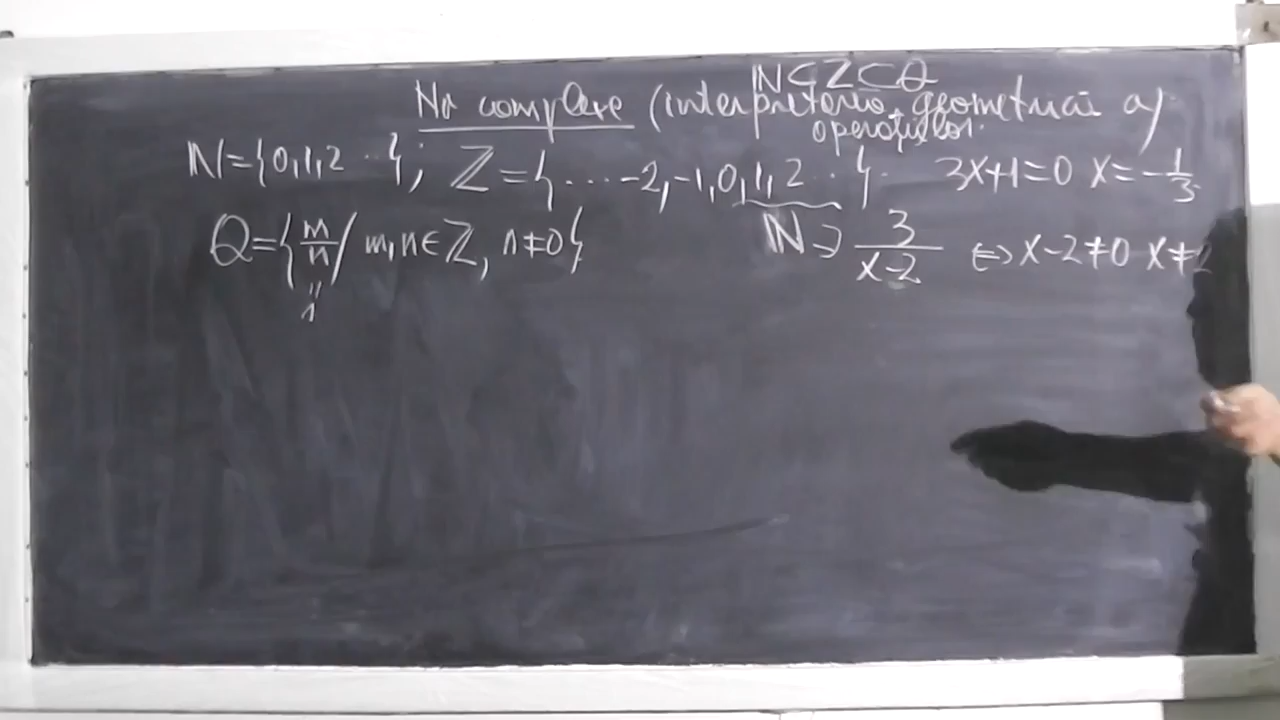 N⊂Z⊂Q
Nr complexe (interpretarea geometrică a)
operațiilor.
N={0,1,2 ..}; Z={....-2,-1,0,1,2 ..}. 3x+1=0 x=-1/3
Q={m/n / m,n∈Z, n≠0} N∋ 3/(x-2) ⇔ x-2≠0 x≠2
"
1